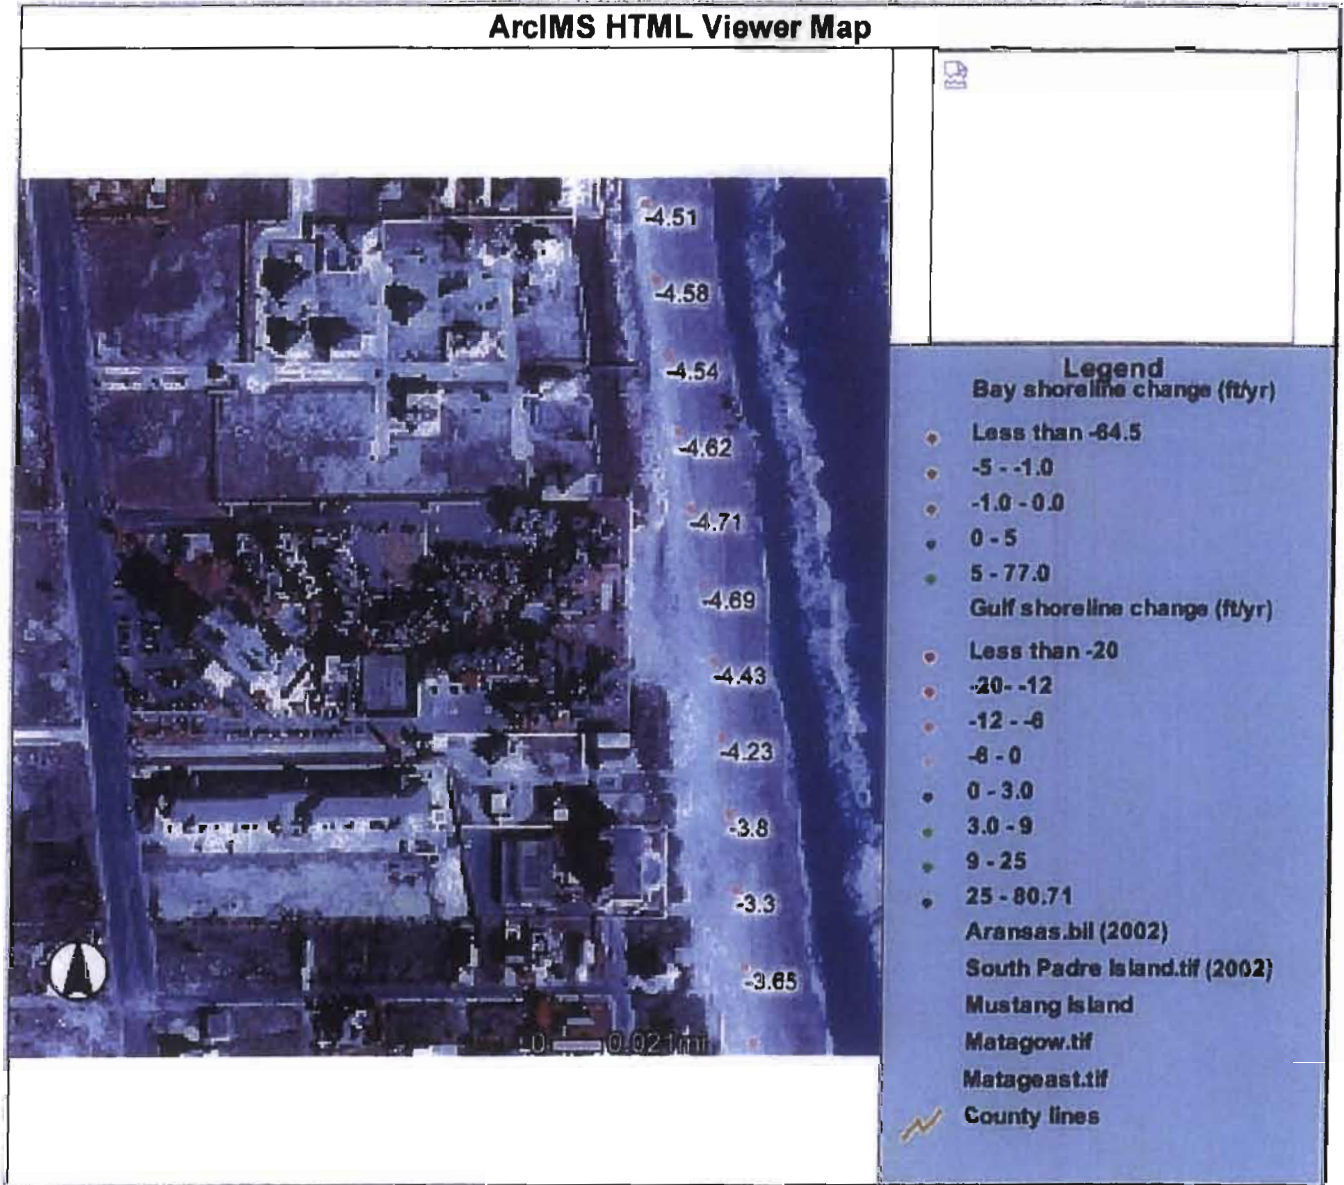 ArcIMS HTML Viewer Map
-4.51
-4.58
-4.54
-4.62
-4.71
-4.69
-4.43
-4.23
-3.8
-3.3
-3.65
0 0.021mi
Legend
Bay shoreline change (ft/yr)
Less than -64.5
-5 - -1.0
-1.0 - 0.0
0 - 5
5 - 77.0
Gulf shoreline change (ft/yr)
Less than -20
-20- -12
-12 - -6
-6 - 0
0 - 3.0
3.0 - 9
9 - 25
25 - 80.71
Aransas.bil (2002)
South Padre Island.tif (2002)
Mustang Island
Matagow.tif
Matageast.tif
County lines